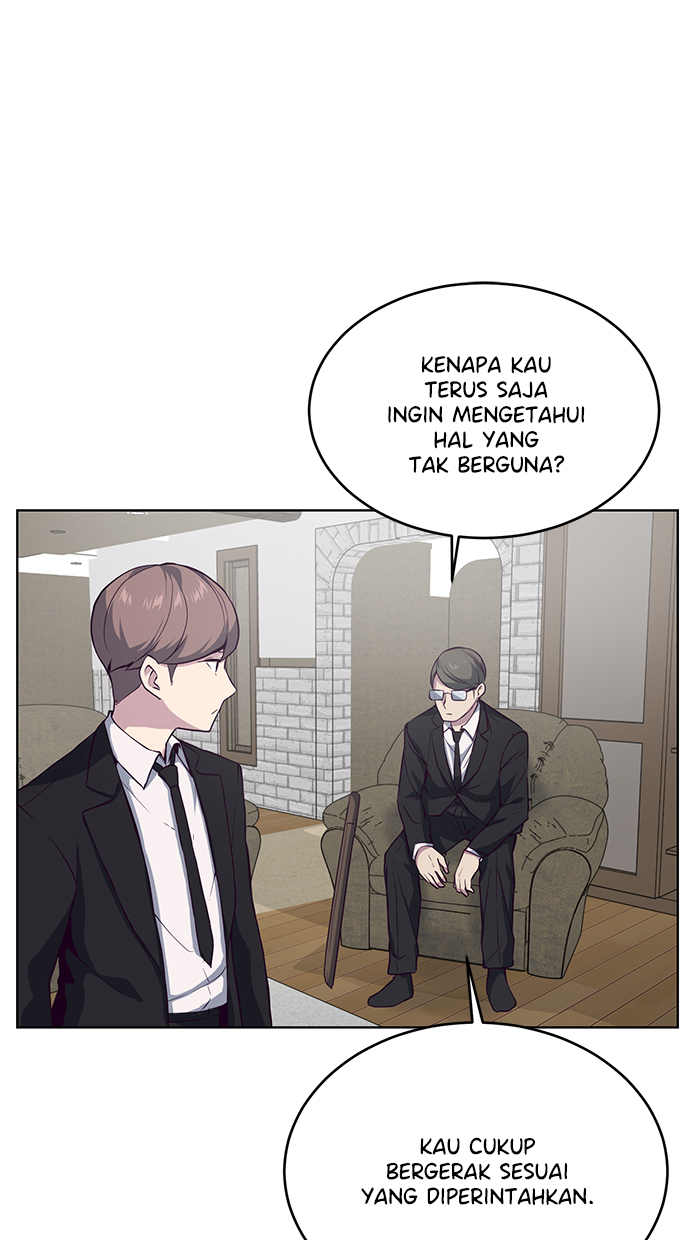 KENAPA KAU
TERUS SAJA
INGIN MENGETAHUI
HAL YANG
TAK BERGUNA?
KAU CUKUP
BERGERAK SESUAI
YANG DIPERINTAHKAN.